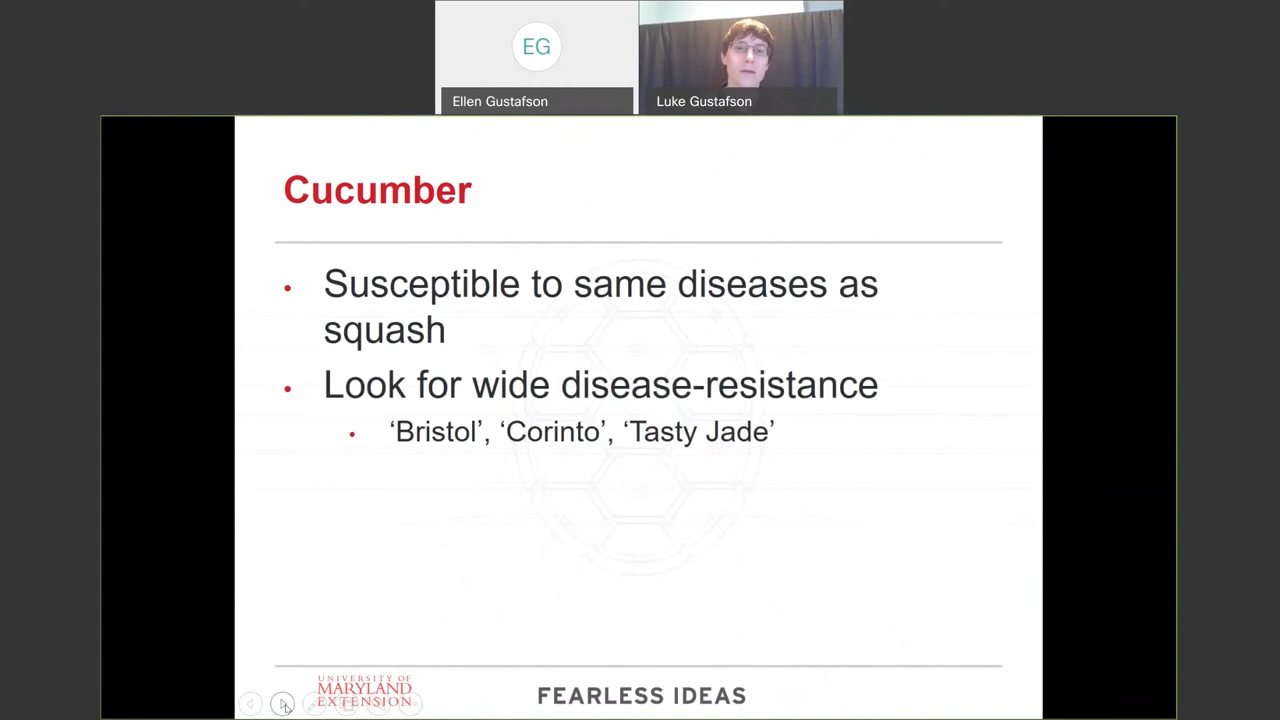 EG
Ellen Gustafson
Luke Gustafson
Cucumber
• Susceptible to same diseases as
squash
• Look for wide disease-resistance
• ‘Bristol’, ‘Corinto’, ‘Tasty Jade’
UNIVERSITY OF
MARYLAND
EXTENSION
FEARLESS IDEAS